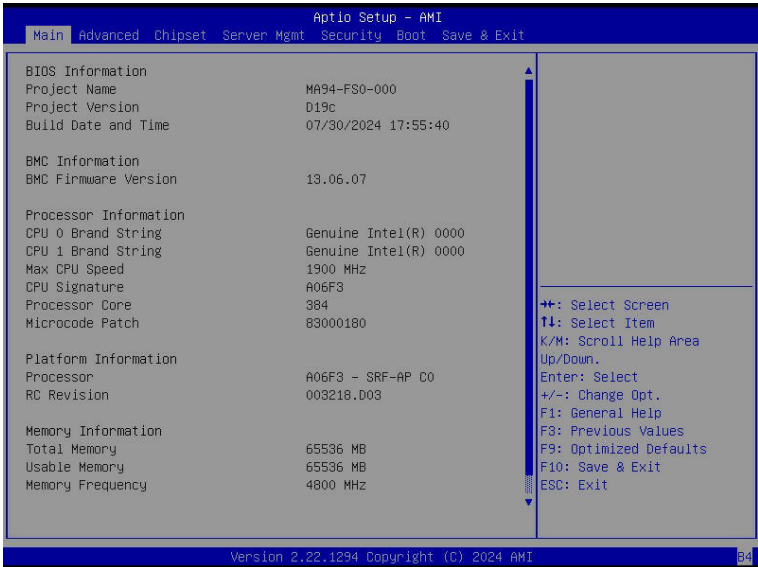 Aptio Setup - AMI
Main Advanced Chipset Server Mgmt Security Boot Save & Exit
BIOS Information
Project Name MA94-FS0-000
Project Version D19c
Build Date and Time 07/30/2024 17:55:40
BMC Information
BMC Firmware Version 13.06.07
Processor Information
CPU 0 Brand String Genuine Intel(R) 0000
CPU 1 Brand String Genuine Intel(R) 0000
Max CPU Speed 1900 MHz
CPU Signature A06F3
Processor Core 384
Microcode Patch 83000180
Platform Information
Processor A06F3 - SRF-AP C0
RC Revision 003218.D03
Memory Information
Total Memory 65536 MB
Usable Memory 65536 MB
Memory Frequency 4800 MHz
→←: Select Screen
↑↓: Select Item
K/M: Scroll Help Area
Up/Down.
Enter: Select
+/-: Change Opt.
F1: General Help
F3: Previous Values
F9: Optimized Defaults
F10: Save & Exit
ESC: Exit
Version 2.22.1294 Copyright (C) 2024 AMI
B4